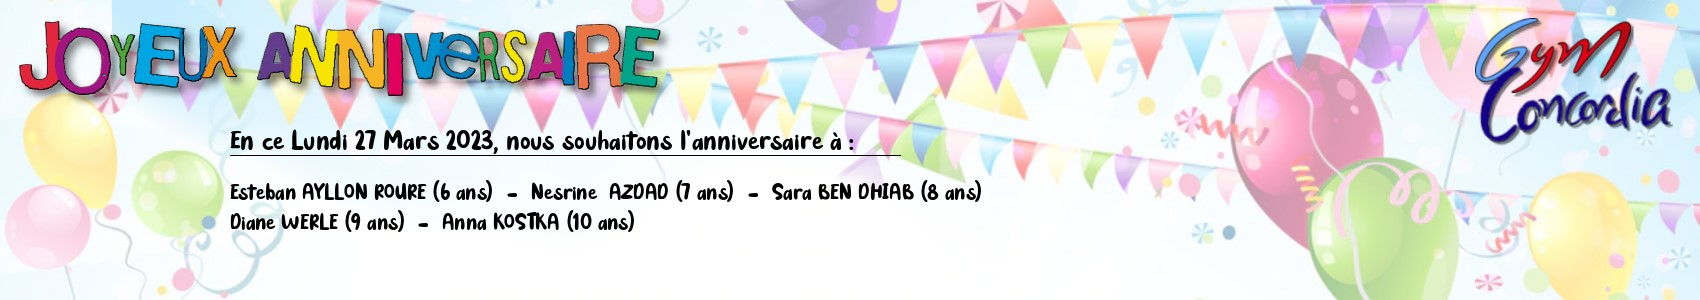 JOYEUX ANNIVERSAIRE
Gym
Concordia
En ce Lundi 27 Mars 2023, nous souhaitons l'anniversaire à :
Esteban AYLLON ROURE (6 ans) - Nesrine AZDAD (7 ans) - Sara BEN DHIAB (8 ans)
Diane WERLE (9 ans) - Anna KOSTKA (10 ans)